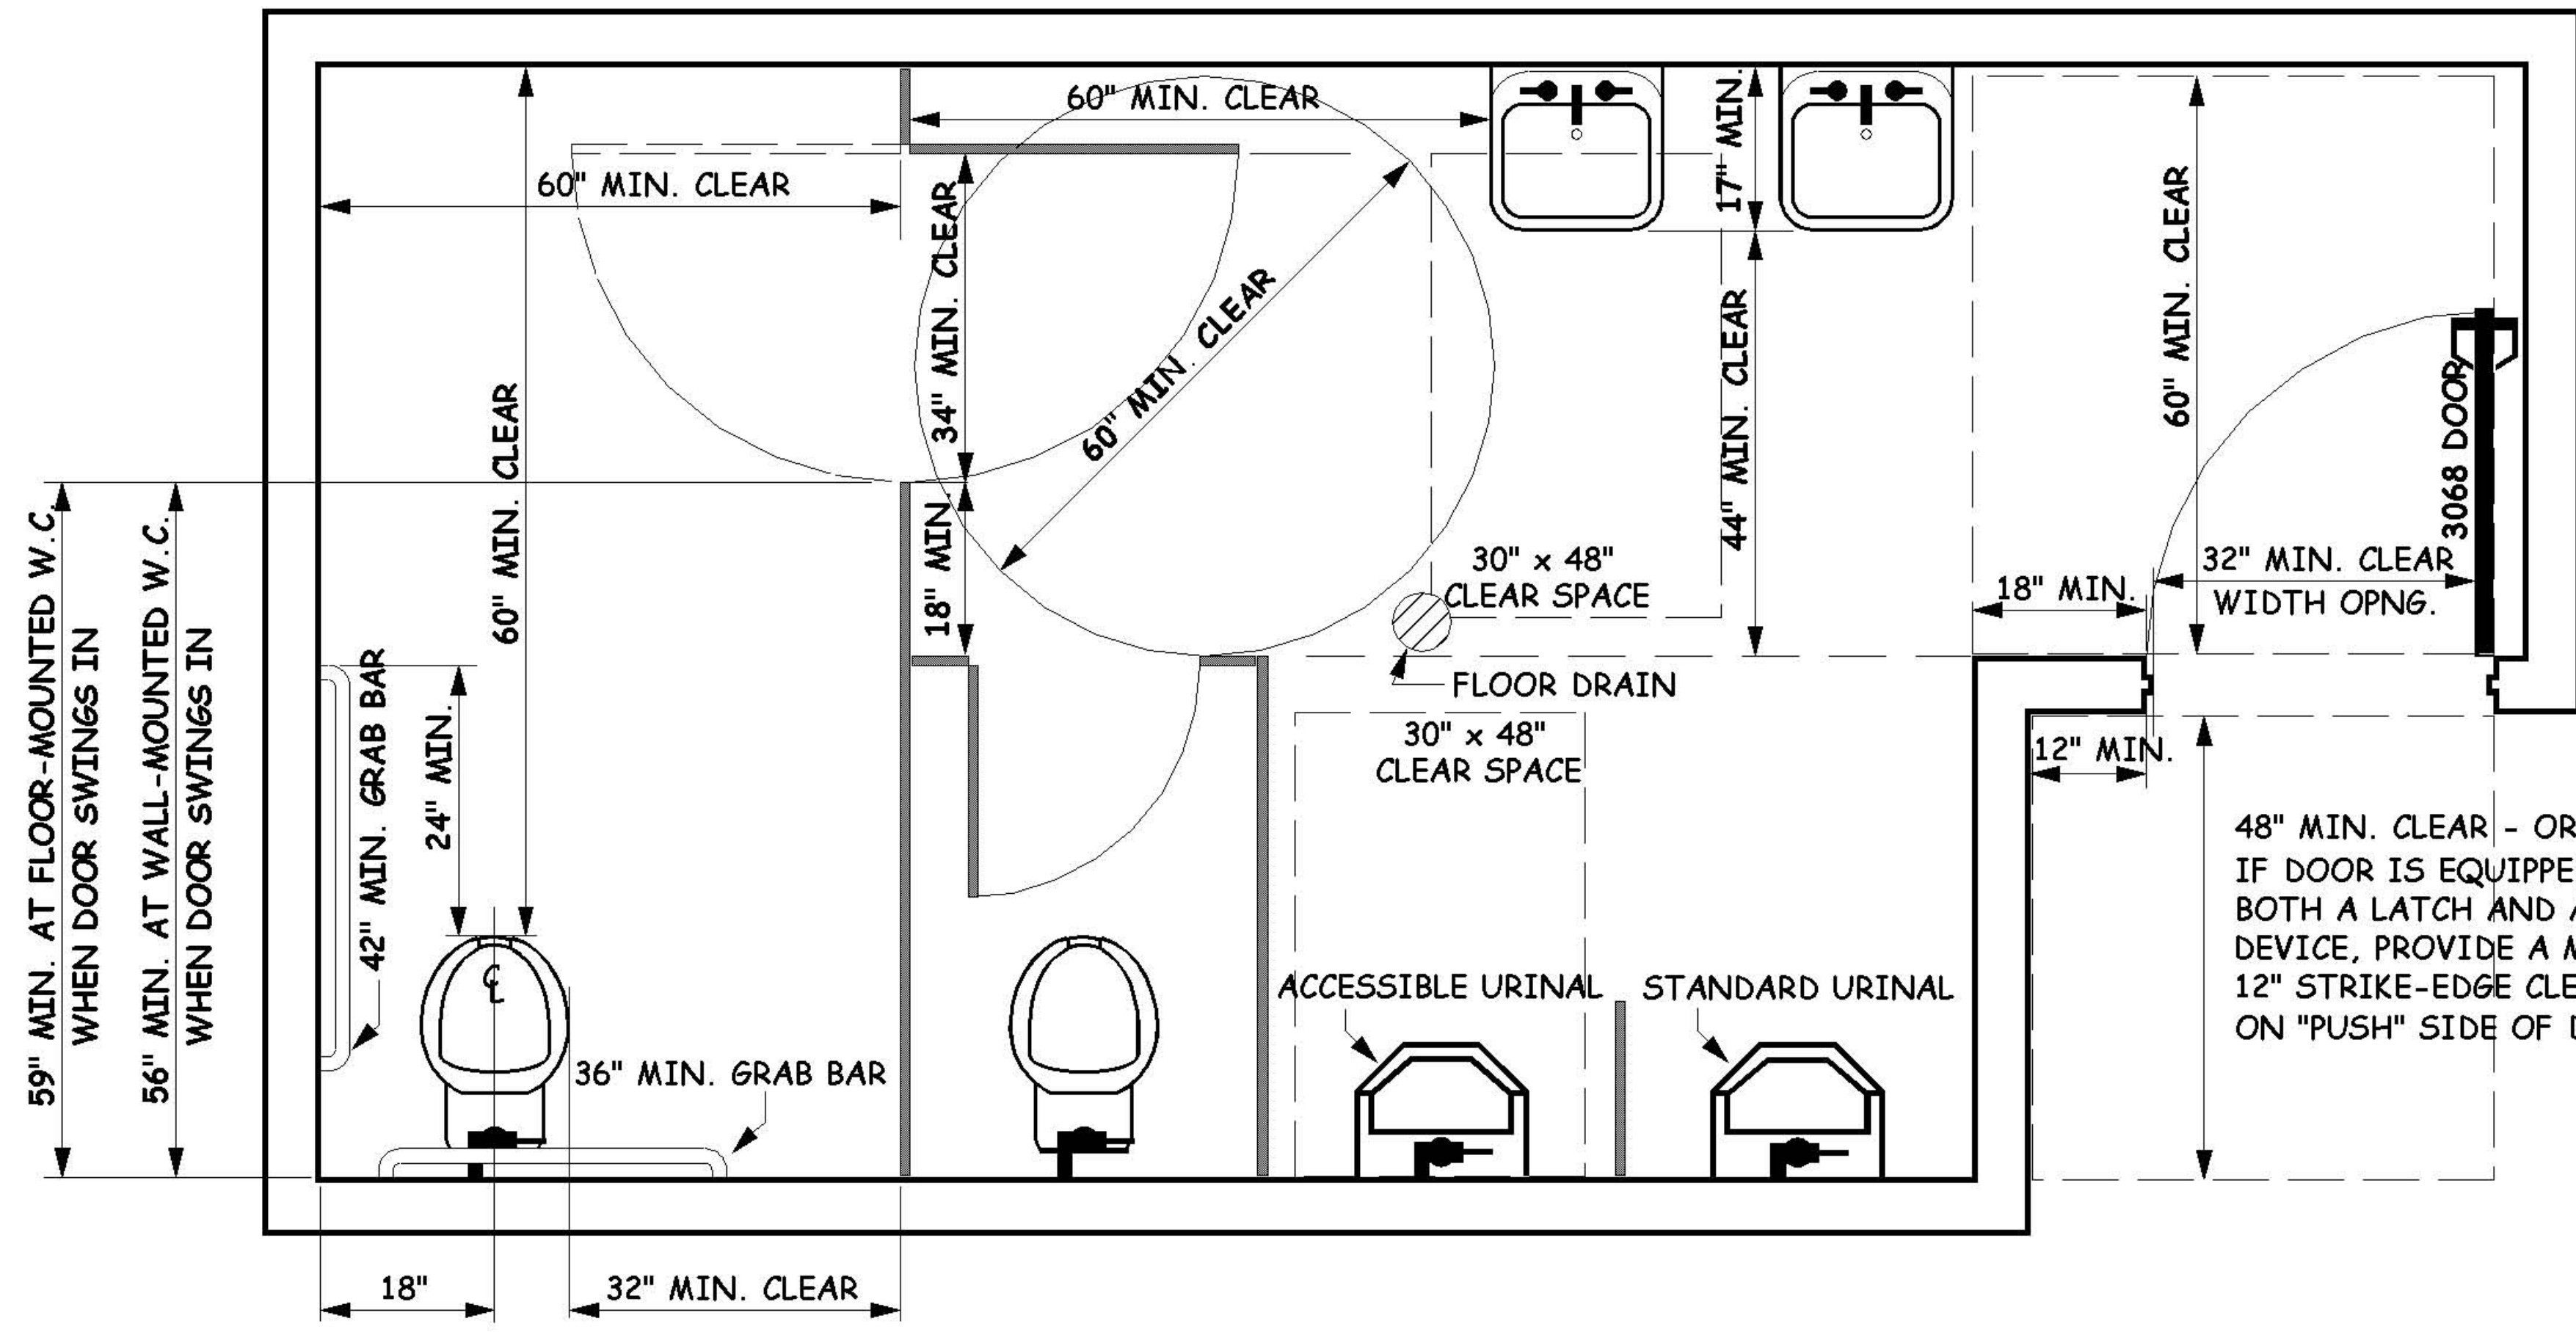 60" MIN. CLEAR
60" MIN. CLEAR
34" MIN. CLEAR
60" MIN. CLEAR
60" MIN. CLEAR
17" MIN.
44" MIN. CLEAR
60" MIN. CLEAR
3068 DOOR
18" MIN.
30" x 48"
CLEAR SPACE
FLOOR DRAIN
18" MIN.
32" MIN. CLEAR
WIDTH OPNG.
12" MIN.
59" MIN. AT FLOOR-MOUNTED W.C.
WHEN DOOR SWINGS IN
56" MIN. AT WALL-MOUNTED W.C.
WHEN DOOR SWINGS IN
42" MIN. GRAB BAR
24" MIN.
30" x 48"
CLEAR SPACE
48" MIN. CLEAR - OR
IF DOOR IS EQUIPPE
BOTH A LATCH AND
DEVICE, PROVIDE A
12" STRIKE-EDGE CLE
ON "PUSH" SIDE OF
CL
ACCESSIBLE URINAL
STANDARD URINAL
36" MIN. GRAB BAR
18"
32" MIN. CLEAR